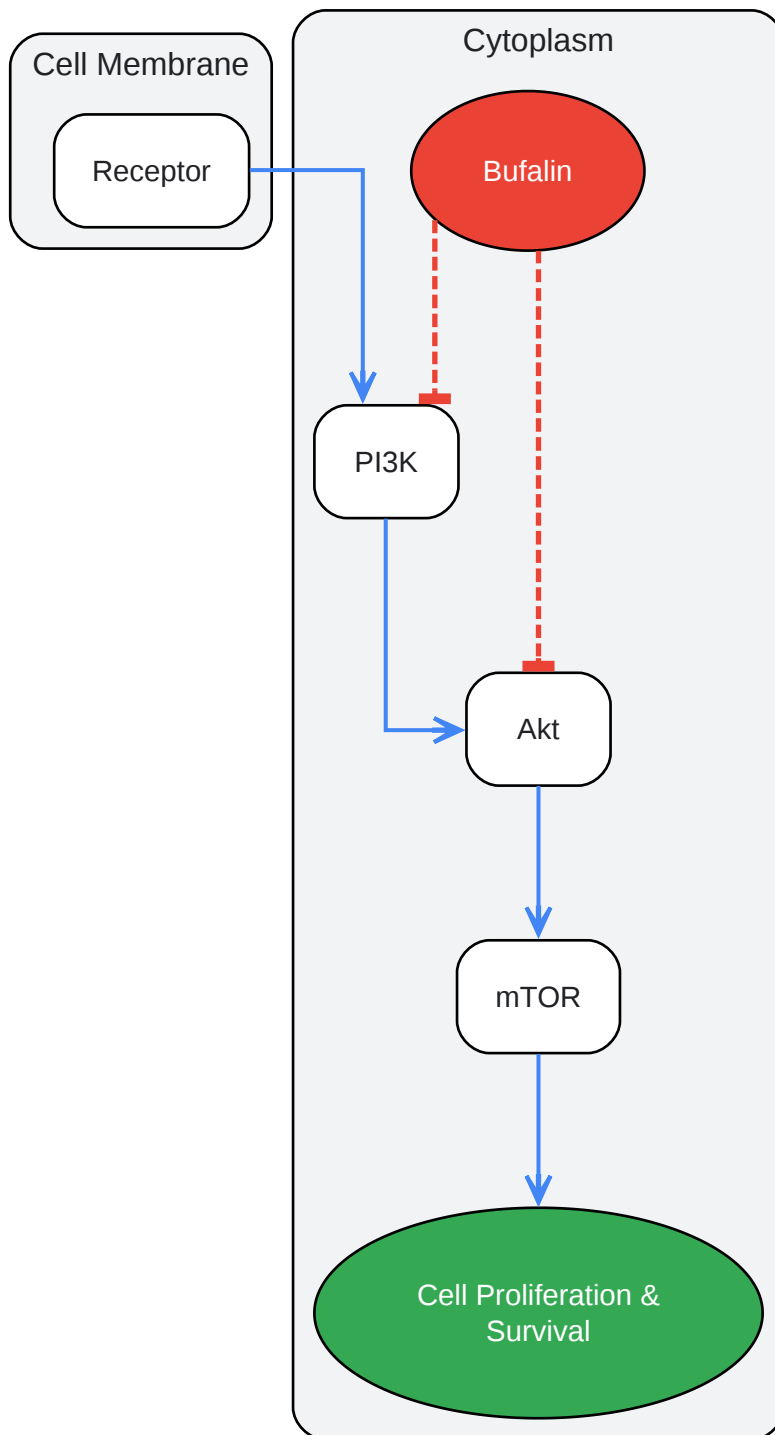 Cytoplasm
Cell Membrane
Receptor
Bufalin
PI3K
Akt
mTOR
Cell Proliferation &
Survival